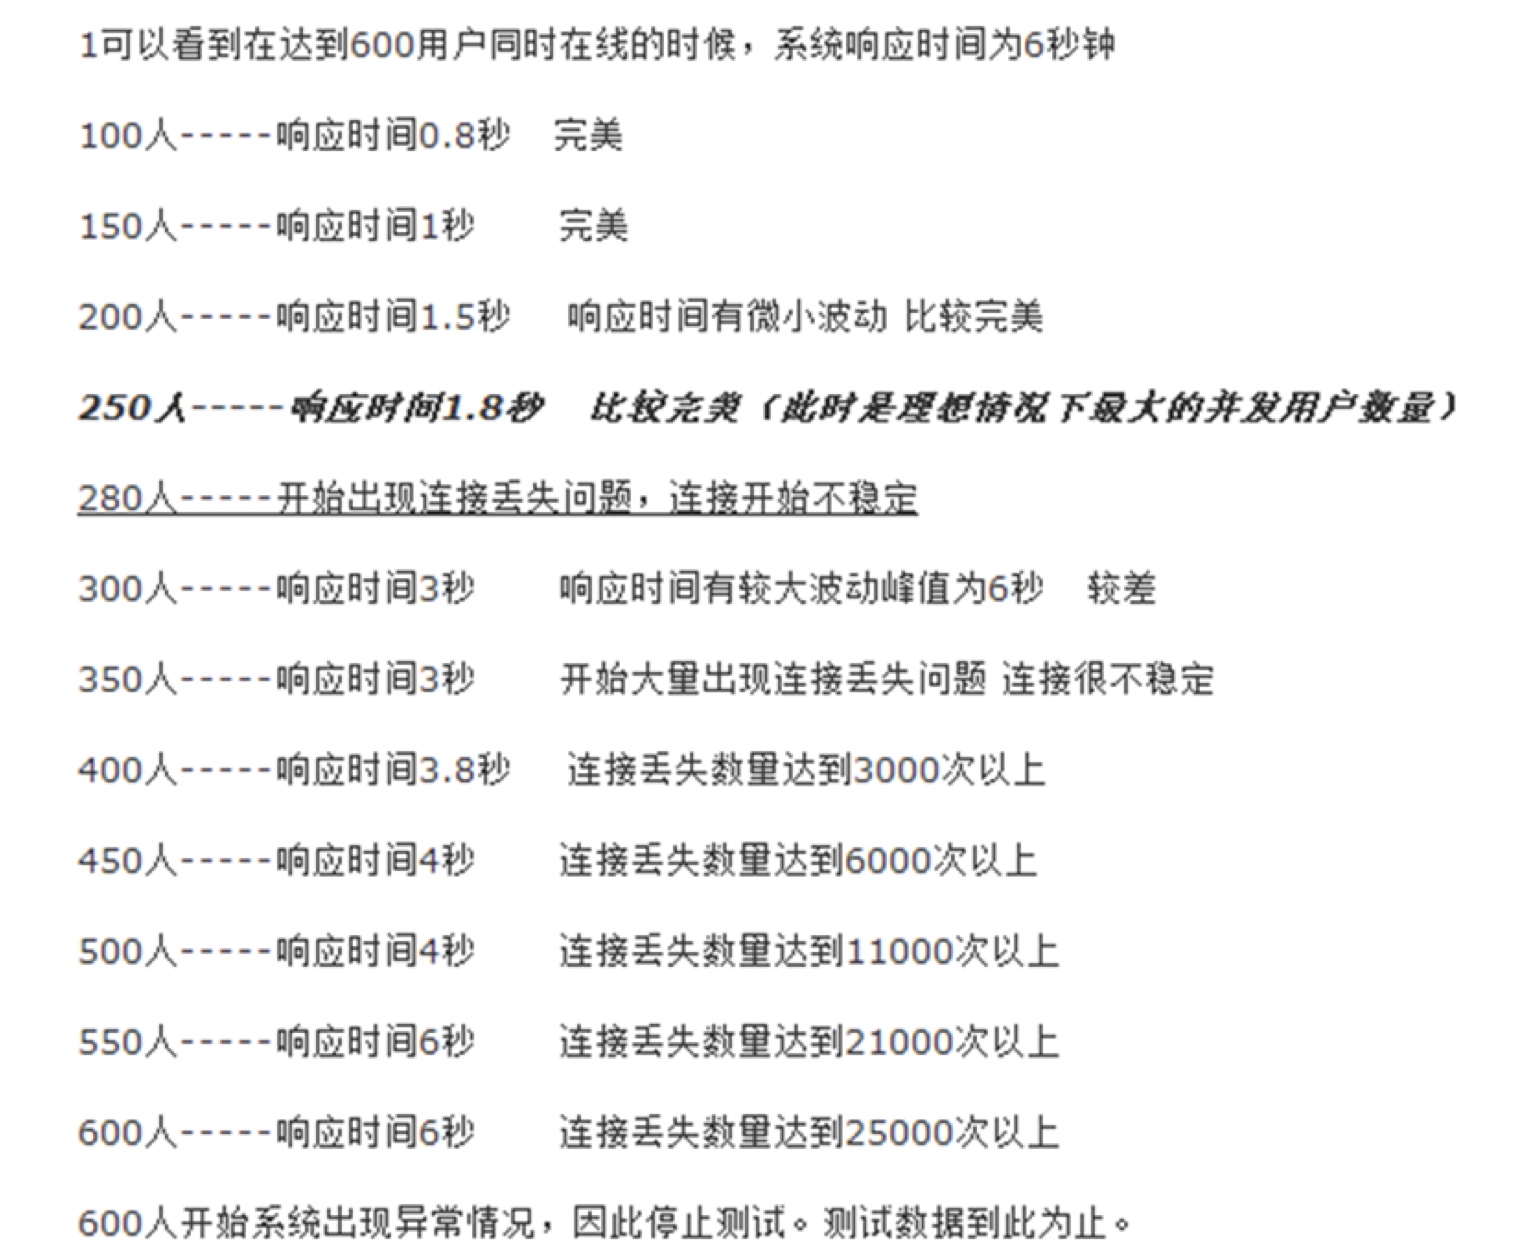 1可以看到在达到600用户同时在线的时候，系统响应时间为6秒钟
100人-----响应时间0.8秒    完美
150人-----响应时间1秒    完美
200人-----响应时间1.5秒    响应时间有微小波动 比较完美
250人-----响应时间1.8秒    比较完美（此时是理想情况下最大的并发用户数量）
280人-----开始出现连接丢失问题，连接开始不稳定
300人-----响应时间3秒    响应时间有较大波动峰值为6秒    较差
350人-----响应时间3秒    开始大量出现连接丢失问题 连接很不稳定
400人-----响应时间3.8秒    连接丢失数量达到3000次以上
450人-----响应时间4秒    连接丢失数量达到6000次以上
500人-----响应时间4秒    连接丢失数量达到11000次以上
550人-----响应时间6秒    连接丢失数量达到21000次以上
600人-----响应时间6秒    连接丢失数量达到25000次以上
600人开始系统出现异常情况，因此停止测试。测试数据到此为止。